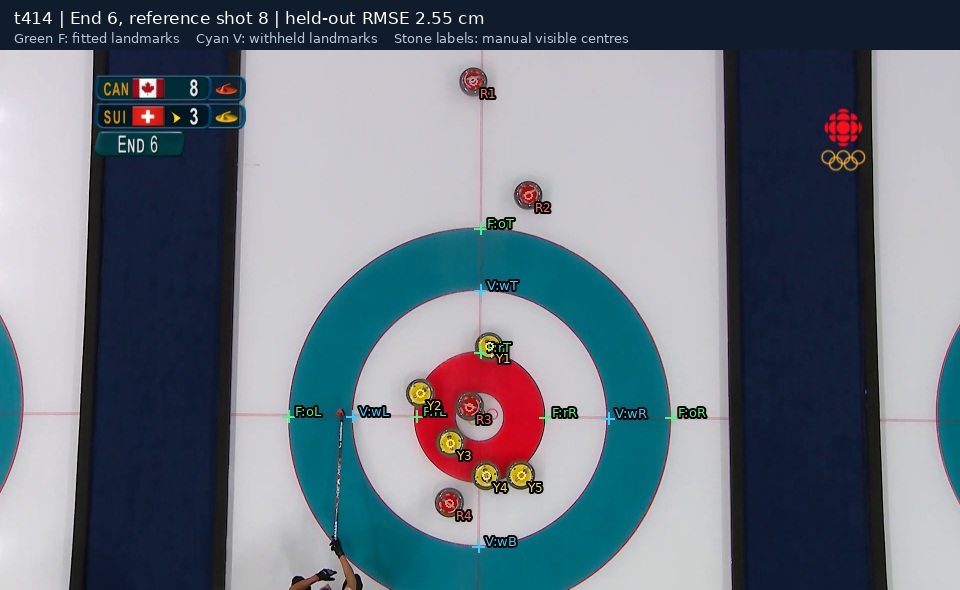 t414 | End 6, reference shot 8 | held-out RMSE 2.55 cm
Green F: fitted landmarks Cyan V: withheld landmarks Stone labels: manual visible centres
CAN 8
SUI 3
END 6
R1
R2
F:oT
V:wT
Y1
Y2
F:oL
V:wL
R3
F:rR
V:wR
F:oR
Y3
Y4
Y5
R4
V:wB